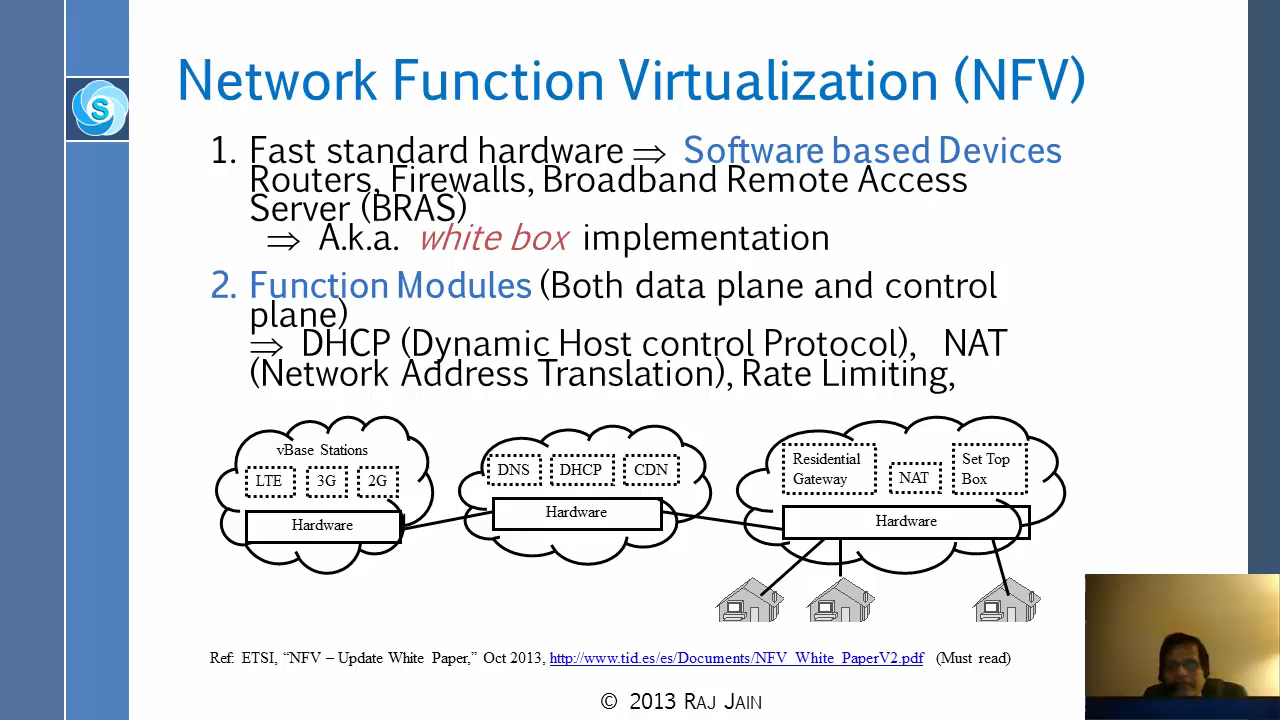 Network Function Virtualization (NFV)
S
1. Fast standard hardware ⇒ Software based Devices
Routers, Firewalls, Broadband Remote Access
Server (BRAS)
⇒ A.k.a. white box implementation
2. Function Modules (Both data plane and control
plane)
⇒ DHCP (Dynamic Host control Protocol), NAT
(Network Address Translation), Rate Limiting,
vBase Stations
LTE 3G 2G
Hardware
DNS DHCP CDN
Hardware
Residential
Gateway
NAT
Set Top
Box
Hardware
Ref: ETSI, “NFV – Update White Paper,” Oct 2013, http://www.tid.es/es/Documents/NFV_White_PaperV2.pdf (Must read)
© 2013 RAJ JAIN